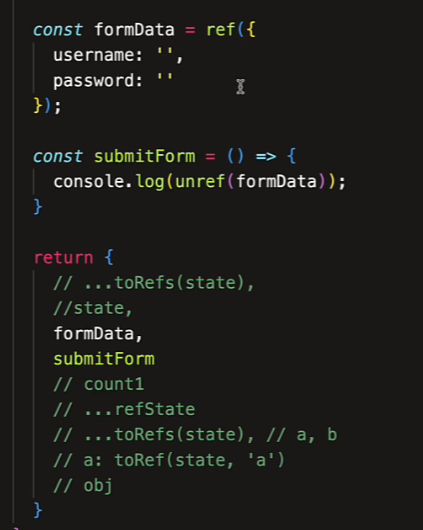 const formData = ref({
username: '',
password: ''
});
const submitForm = () => {
console.log(unref(formData));
}
return {
// ...toRefs(state),
//state,
formData,
submitForm
// count1
// ...refState
// ...toRefs(state), // a, b
// a: toRef(state, 'a')
// obj
}